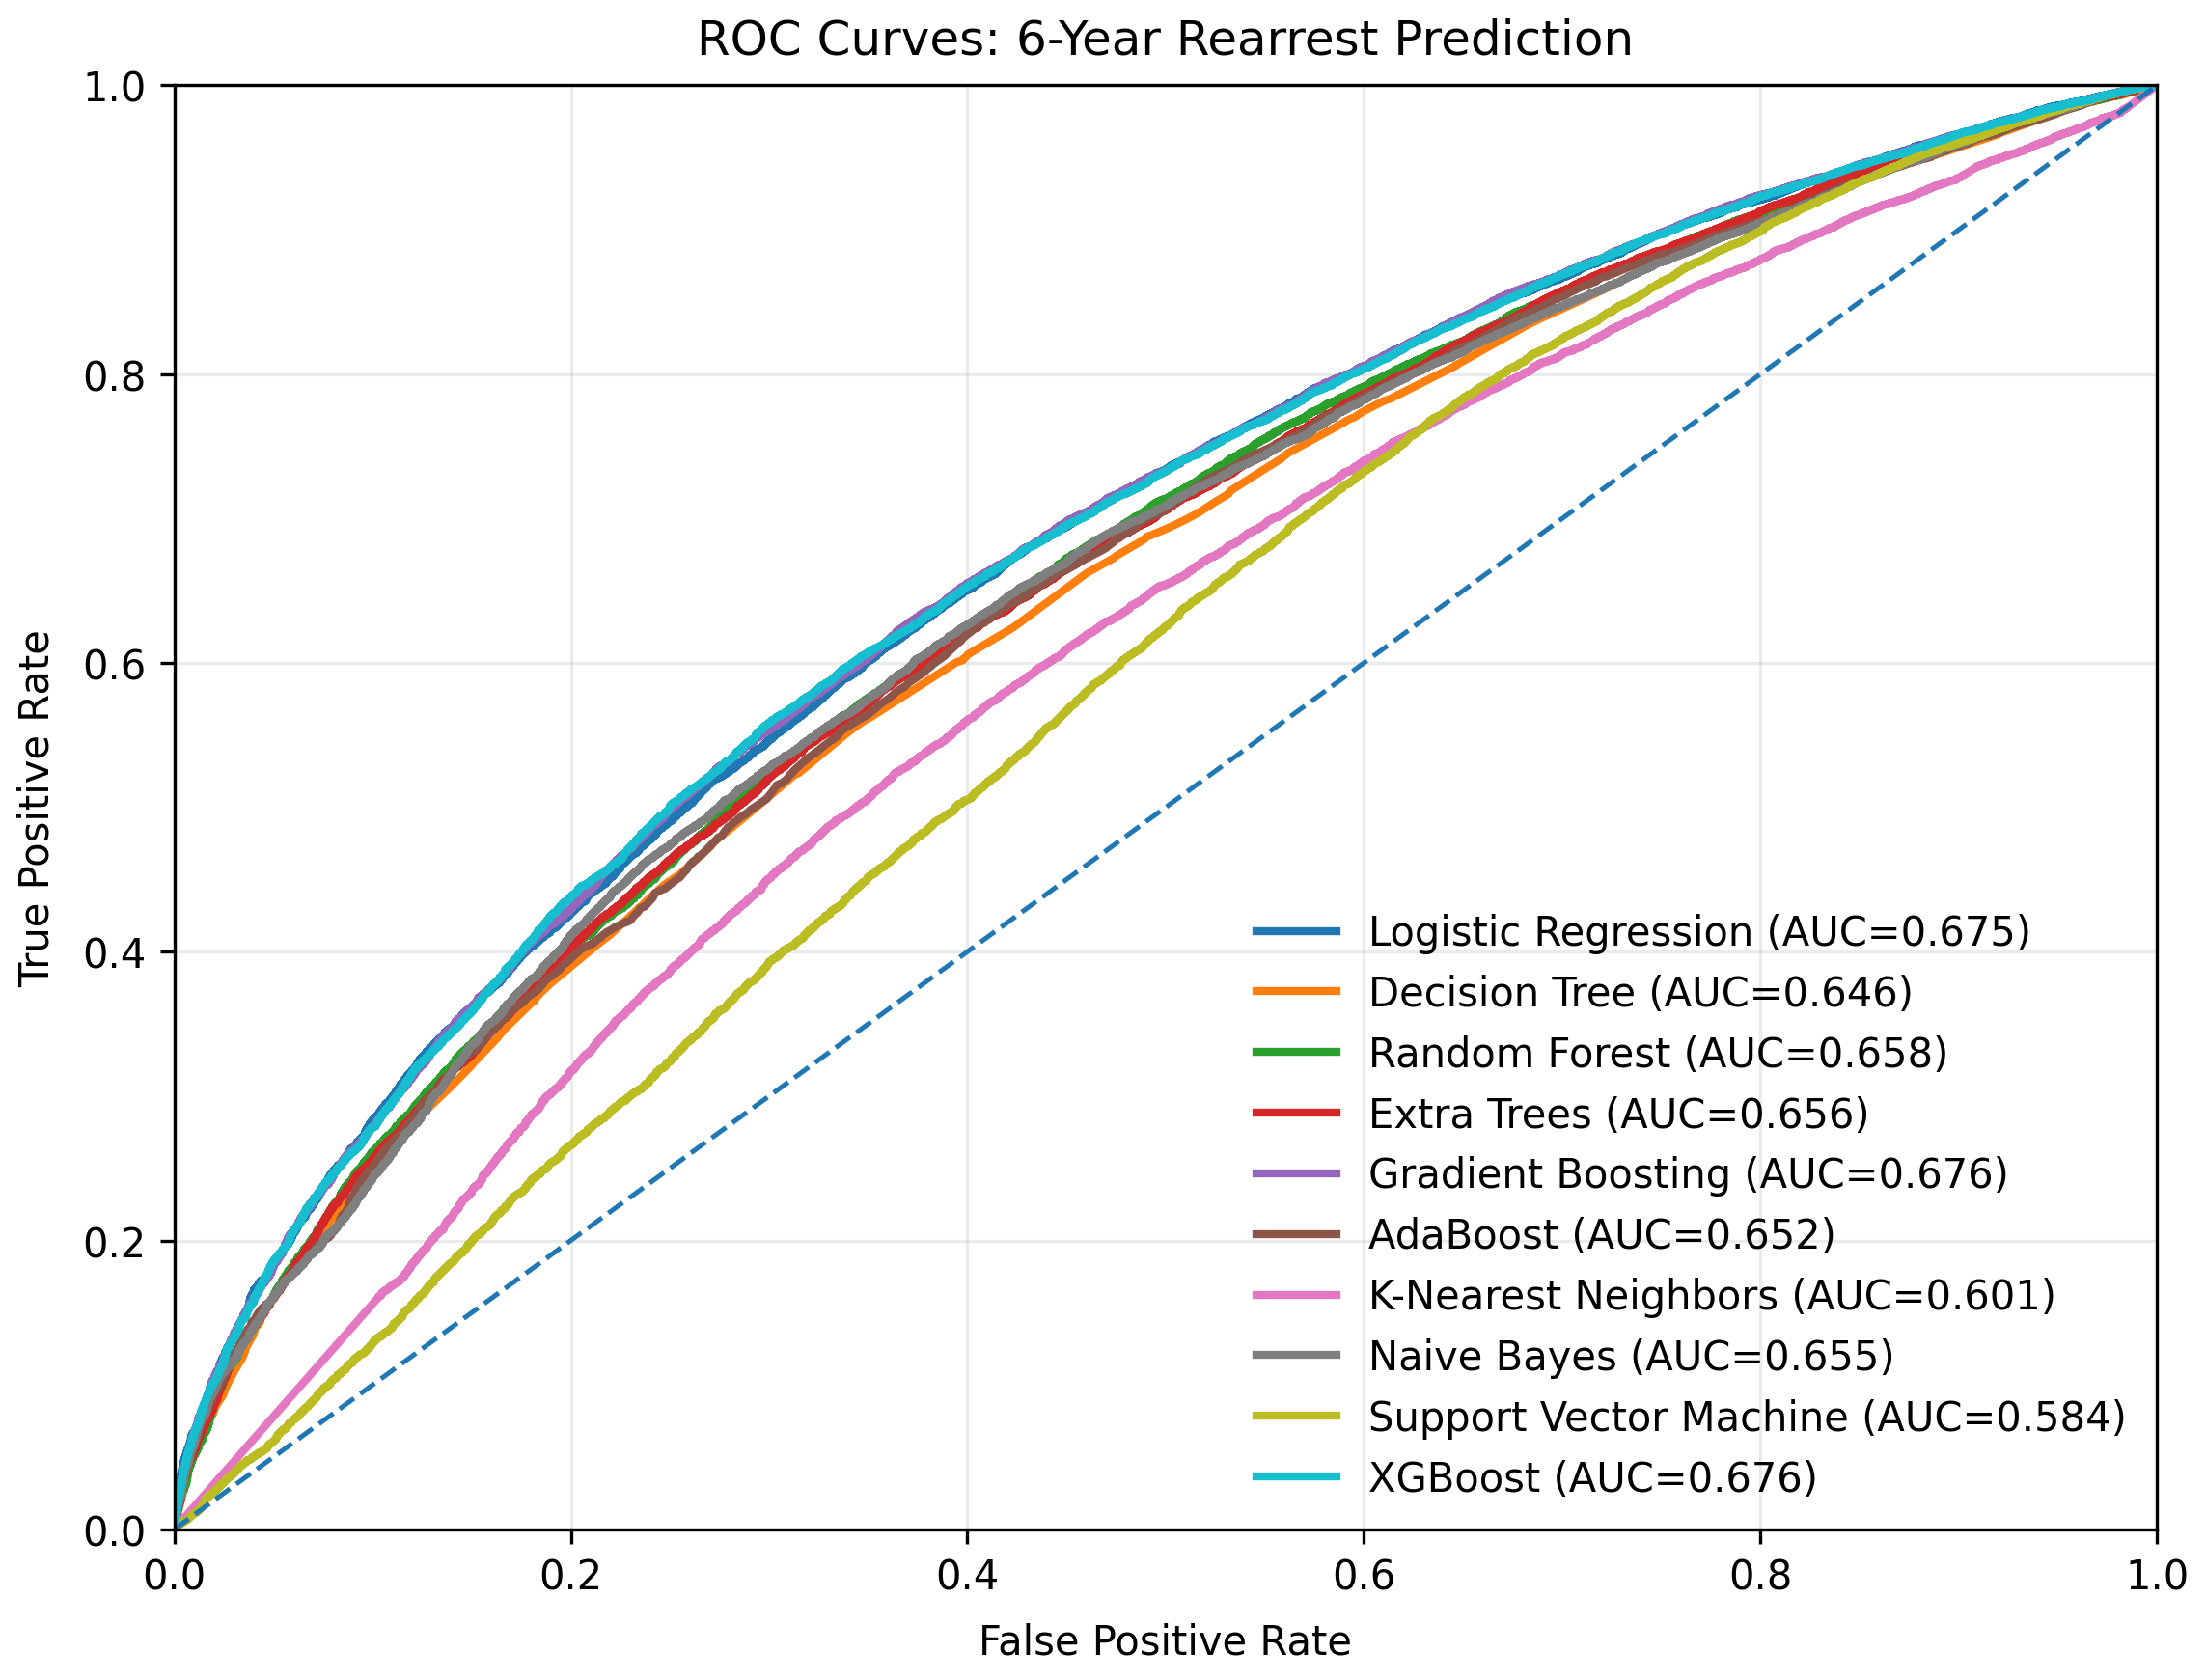 ROC Curves: 6-Year Rearrest Prediction
True Positive Rate
1.0
0.8
0.6
0.4
0.2
0.0
Logistic Regression (AUC=0.675)
Decision Tree (AUC=0.646)
Random Forest (AUC=0.658)
Extra Trees (AUC=0.656)
Gradient Boosting (AUC=0.676)
AdaBoost (AUC=0.652)
K-Nearest Neighbors (AUC=0.601)
Naive Bayes (AUC=0.655)
Support Vector Machine (AUC=0.584)
XGBoost (AUC=0.676)
0.0 0.2 0.4 0.6 0.8 1.0
False Positive Rate